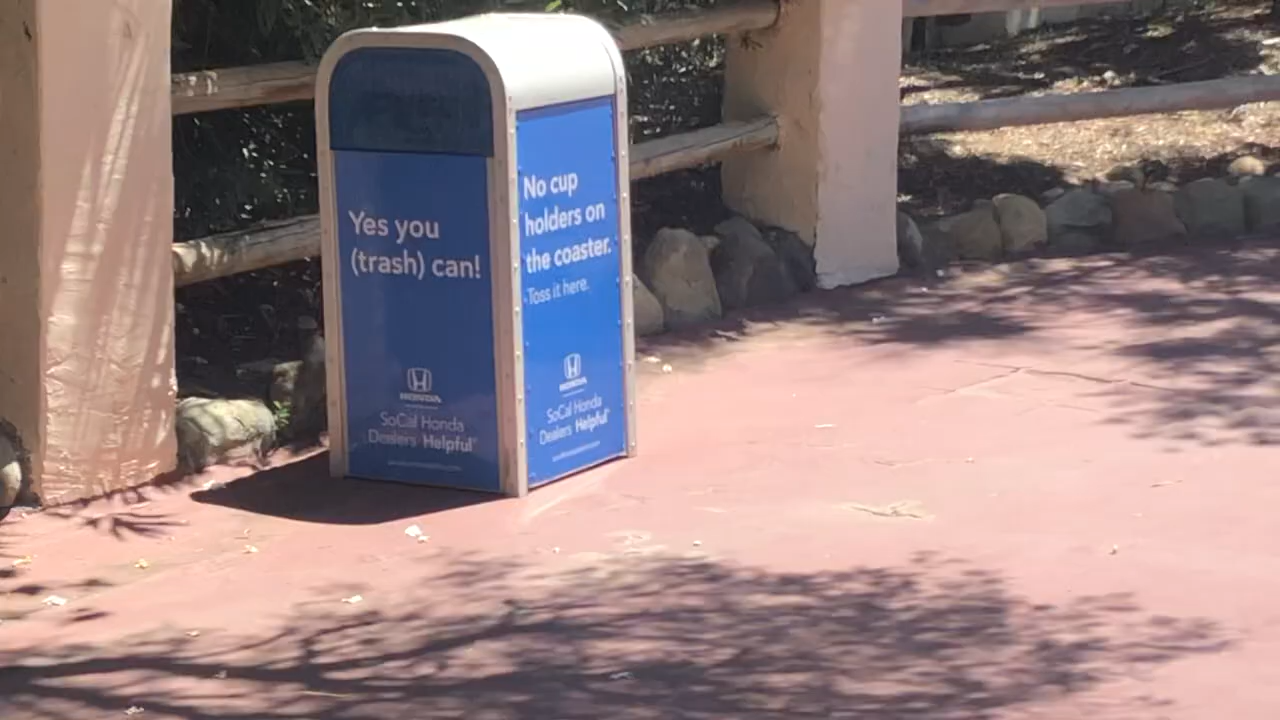 Yes you
(trash) can!
HONDA
SoCal Honda
Dealers Helpful®
No cup
holders on
the coaster.
Toss it here.
HONDA
SoCal Honda
Dealers Helpful®